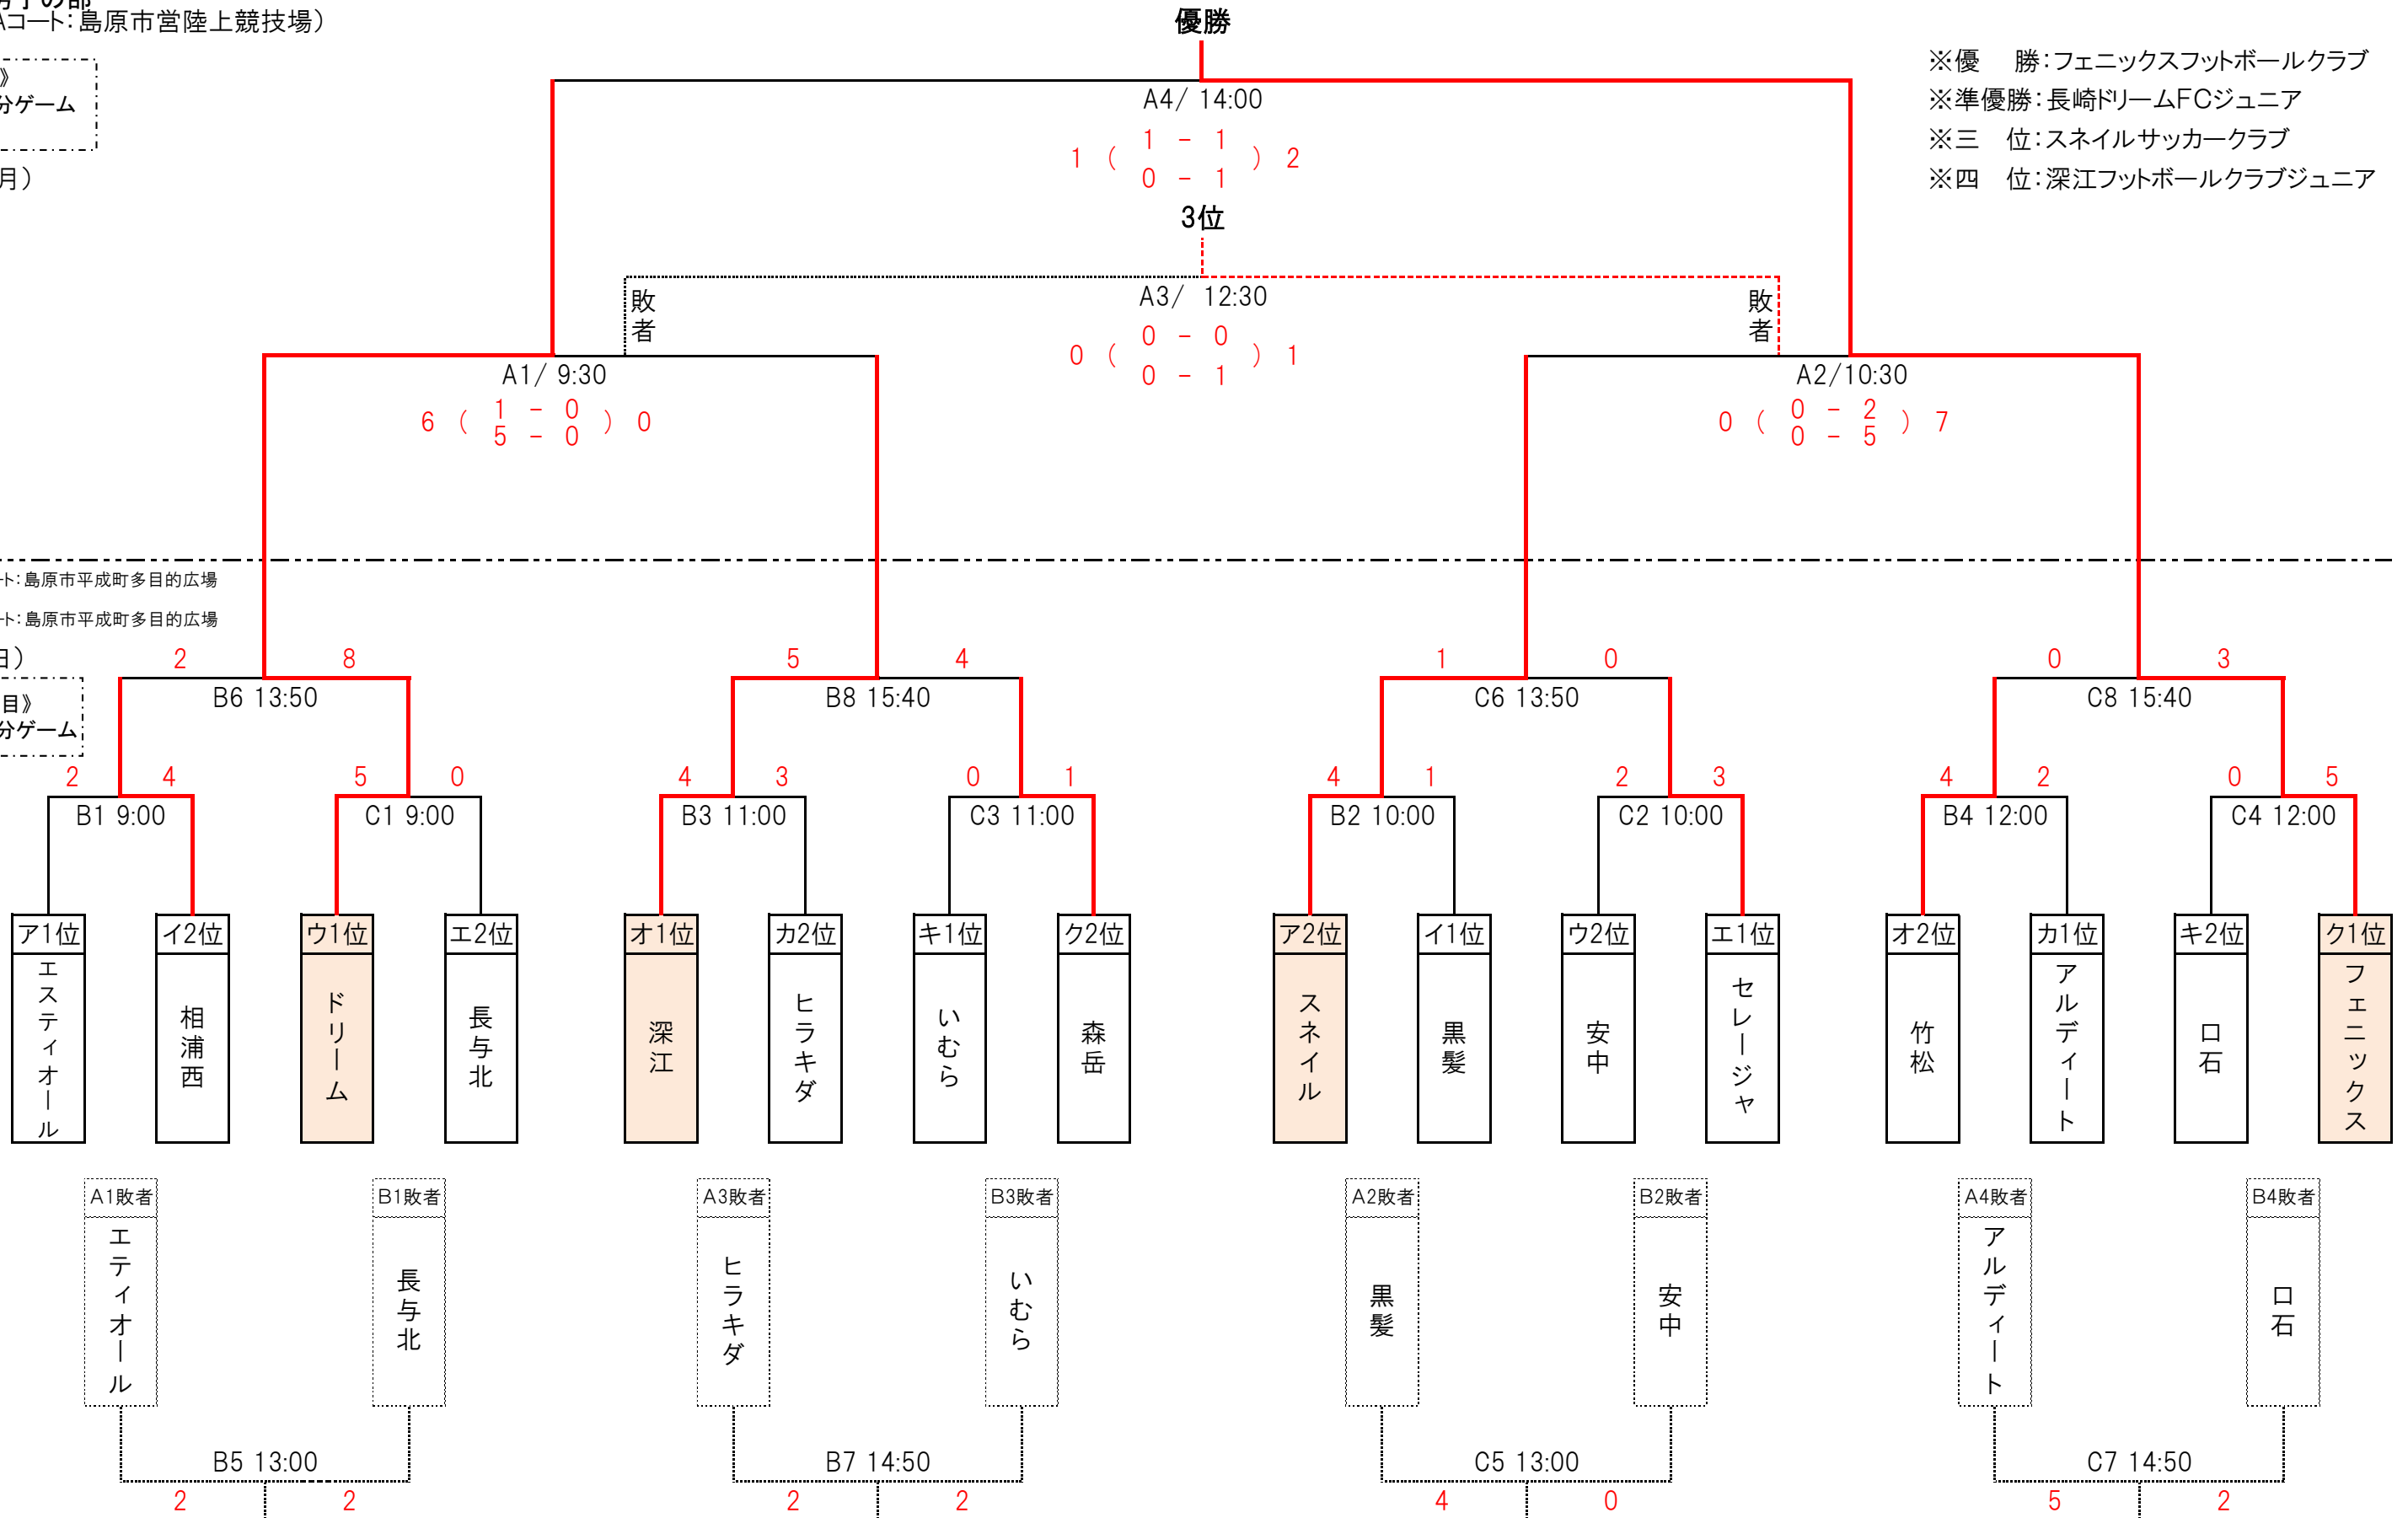 男子の部
Aコート:島原市営陸上競技場)
優勝
※優 勝:フェニックスフットボールクラブ
※準優勝:長崎ドリームFCジュニア
※三 位:スネイルサッカークラブ
※四 位:深江フットボールクラブジュニア
》
分ゲーム
月)
A4/ 14:00
1 ( 1 - 1 ) 2
0 - 1
3位
敗者
A3/ 12:30
敗者
0 ( 0 - 0 ) 1
0 - 1
A1/ 9:30
6 ( 1 - 0 ) 0
5 - 0
A2/10:30
0 ( 0 - 2 ) 7
0 - 5
ート:島原市平成町多目的広場
ート:島原市平成町多目的広場
日)
目》
分ゲーム
2 8 5 4 1 0 0 3
B6 13:50 B8 15:40 C6 13:50 C8 15:40
2 4 5 0 4 3 0 1 4 1 2 3 4 2 0 5
B1 9:00 C1 9:00 B3 11:00 C3 11:00 B2 10:00 C2 10:00 B4 12:00 C4 12:00
ア1位 イ2位 ウ1位 エ2位 オ1位 カ2位 キ1位 ク2位 ア2位 イ1位 ウ2位 エ1位 オ2位 カ1位 キ2位 ク1位
エスティオール 相浦西 ドリーム 長与北 深江 ヒラキダ いむら 森岳 スネイル 黒髪 安中 セレージャ 竹松 アルディート 口石 フェニックス
A1敗者 B1敗者 A3敗者 B3敗者 A2敗者 B2敗者 A4敗者 B4敗者
エティオール 長与北 ヒラキダ いむら 黒髪 安中 アルディート 口石
B5 13:00 B7 14:50 C5 13:00 C7 14:50
2 2 2 2 4 0 5 2